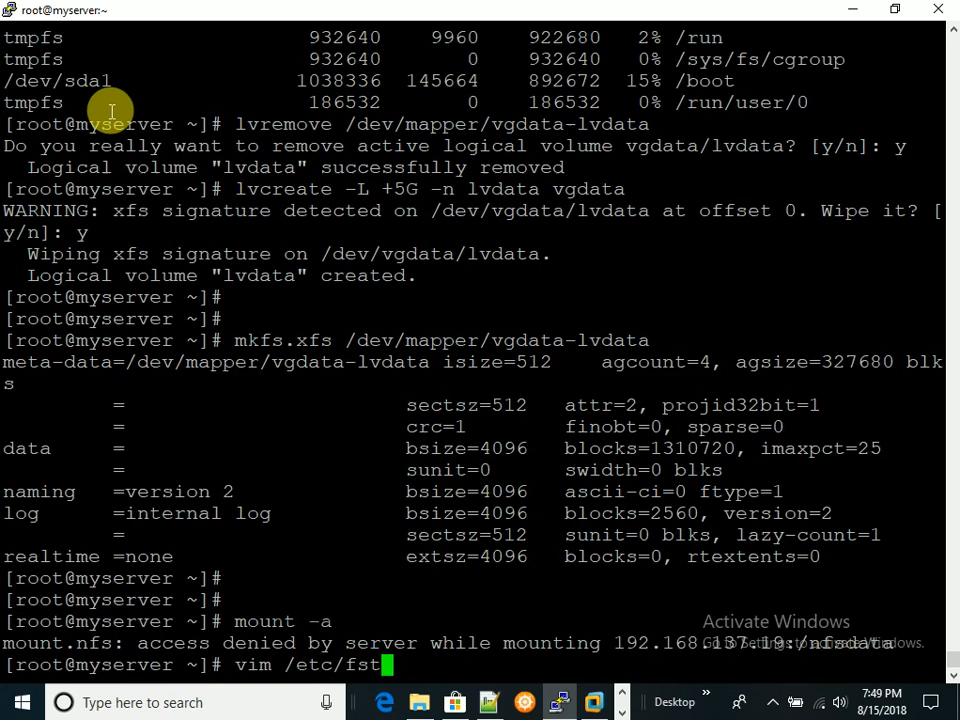 root@myserver:~
tmpfs 932640 9960 922680 2% /run
tmpfs 932640 0 932640 0% /sys/fs/cgroup
/dev/sda1 1038336 145664 892672 15% /boot
tmpfs 186532 0 186532 0% /run/user/0
[root@myserver ~]# lvremove /dev/mapper/vgdata-lvdata
Do you really want to remove active logical volume vgdata/lvdata? [y/n]: y
Logical volume "lvdata" successfully removed
[root@myserver ~]# lvcreate -L +5G -n lvdata vgdata
WARNING: xfs signature detected on /dev/vgdata/lvdata at offset 0. Wipe it? [
y/n]: y
Wiping xfs signature on /dev/vgdata/lvdata.
Logical volume "lvdata" created.
[root@myserver ~]#
[root@myserver ~]#
[root@myserver ~]# mkfs.xfs /dev/mapper/vgdata-lvdata
meta-data=/dev/mapper/vgdata-lvdata isize=512 agcount=4, agsize=327680 blk
s
= sectsz=512 attr=2, projid32bit=1
= crc=1 finobt=0, sparse=0
data = bsize=4096 blocks=1310720, imaxpct=25
= sunit=0 swidth=0 blks
naming =version 2 bsize=4096 ascii-ci=0 ftype=1
log =internal log bsize=4096 blocks=2560, version=2
= sectsz=512 sunit=0 blks, lazy-count=1
realtime =none extsz=4096 blocks=0, rtextents=0
[root@myserver ~]#
[root@myserver ~]#
[root@myserver ~]# mount -a
Activate Windows
mount.nfs: access denied by server while mounting 192.168.137.19:/nfsdata
Go to Settings to activate Windows.
[root@myserver ~]# vim /etc/fst
Type here to search
Desktop
7:49 PM
8/15/2018